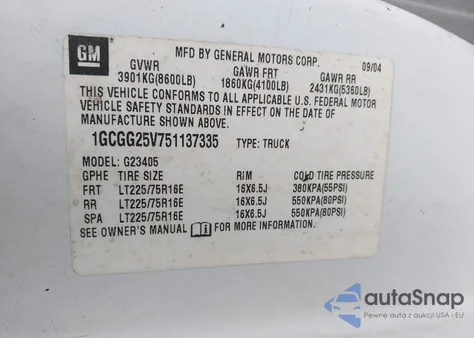 GM
MFD BY GENERAL MOTORS CORP. 09/04
GVWR GAWR FRT GAWR RR
3901KG(8600LB) 1860KG(4100LB) 2431KG(5360LB)
THIS VEHICLE CONFORMS TO ALL APPLICABLE U.S. FEDERAL MOTOR
VEHICLE SAFETY STANDARDS IN EFFECT ON THE DATE OF
MANUFACTURE SHOWN ABOVE.
1GCGG25V751137335 TYPE: TRUCK
MODEL: G23405
GPHE TIRE SIZE RIM COLD TIRE PRESSURE
FRT LT225/75R16E 16X6.5J 380KPA(55PSI)
RR LT225/75R16E 16X6.5J 550KPA(80PSI)
SPA LT225/75R16E 16X6.5J 550KPA(80PSI)
SEE OWNER'S MANUAL i FOR MORE INFORMATION.
autoSnap
Pewne auta z aukcji USA i EU